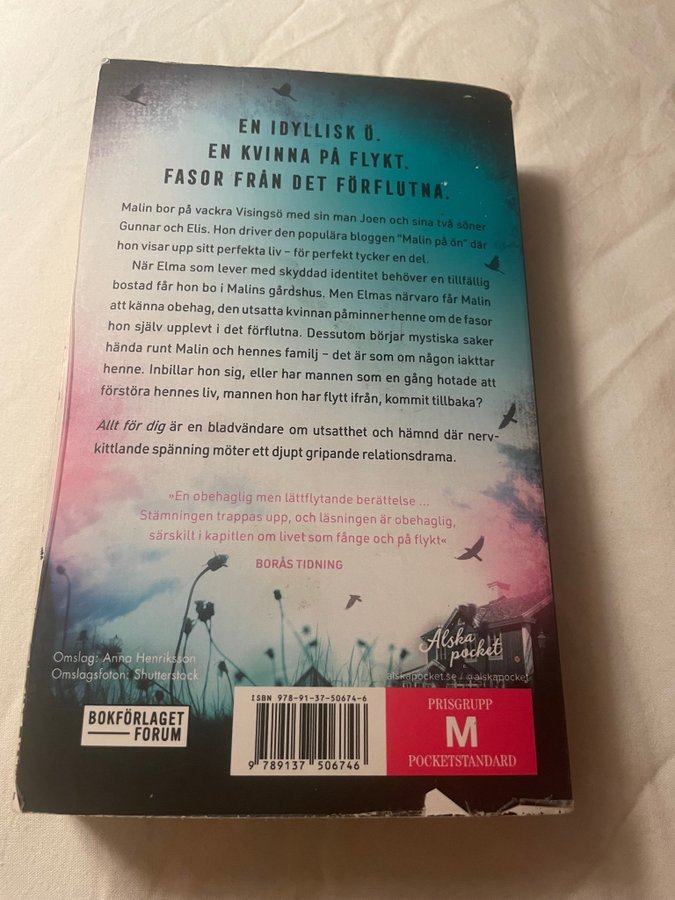 EN IDYLLISK Ö.
EN KVINNA PÅ FLYKT.
FASOR FRÅN DET FÖRFLUTNA.
Malin bor på vackra Visingsö med sin man Joen och sina två söner
Gunnar och Elis. Hon driver den populära bloggen ”Malin på ön” där
hon visar upp sitt perfekta liv – för perfekt tycker en del.
När Elma som lever med skyddad identitet behöver en tillfällig
bostad får hon bo i Malins gårdshus. Men Elmas närvaro får Malin
att känna obehag, den utsatta kvinnan påminner henne om de fasor
hon själv upplevt i det förflutna. Dessutom börjar mystiska saker
hända runt Malin och hennes familj – det är som om någon iakttar
henne. Inbillar hon sig, eller har mannen som en gång hotade att
förstöra hennes liv, mannen hon har flytt ifrån, kommit tillbaka?
Allt för dig är en bladvändare om utsatthet och hämnd där nerv-
kittlande spänning möter ett djupt gripande relationsdrama.
»En obehaglig men lättflytande berättelse ...
Stämningen trappas upp, och läsningen är obehaglig,
särskilt i kapitlen om livet som fånge och på flykt«
BORÅS TIDNING
Omslag: Anna Henriksson
Omslagsfoton: Shutterstock
Älska
pocket
alskapocket.se / @alskapocket
BOKFÖRLAGET
FORUM
ISBN 978-91-37-50674-6
9 789137 506746
PRISGRUPP
M
POCKETSTANDARD